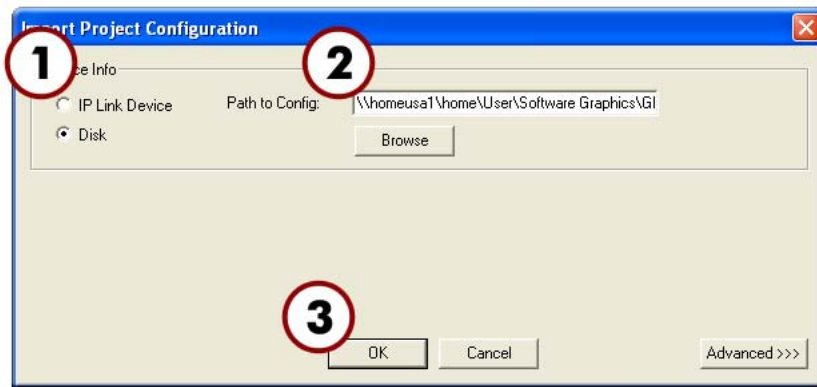 Import Project Configuration
1
2
ce Info
IP Link Device
Path to Config:
\\homeusa1\home\User\Software Graphics\Gl
Disk
Browse
3
OK
Cancel
Advanced >>>